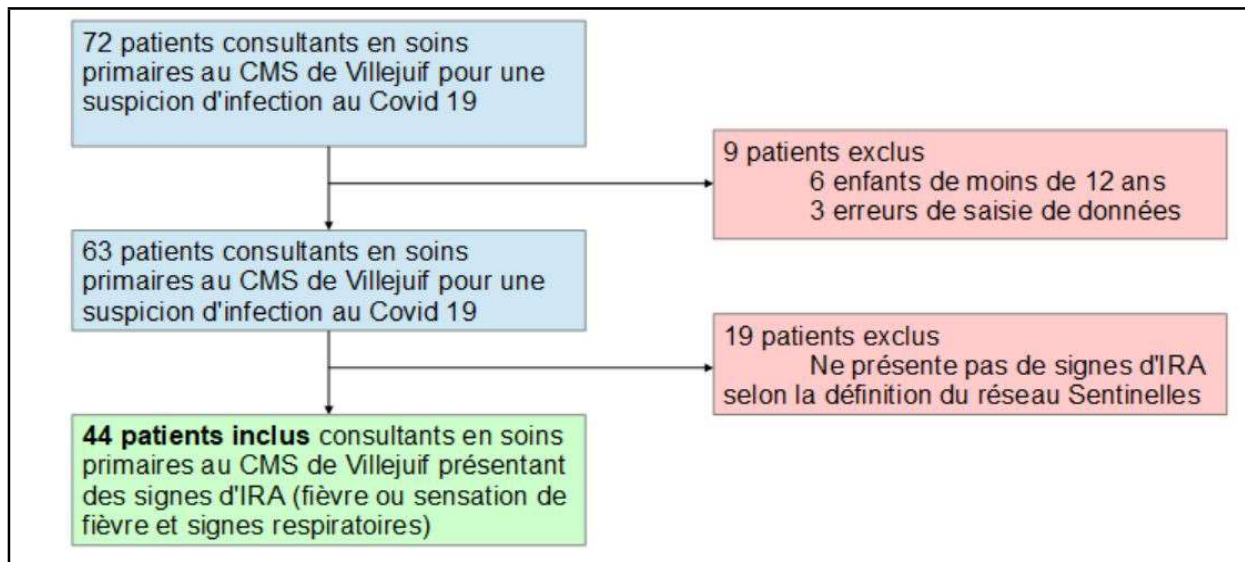 72 patients consultants en soins
primaires au CMS de Villejuif pour une
suspicion d'infection au Covid 19
9 patients exclus
6 enfants de moins de 12 ans
3 erreurs de saisie de données
63 patients consultants en soins
primaires au CMS de Villejuif pour une
suspicion d'infection au Covid 19
19 patients exclus
Ne présente pas de signes d'IRA
selon la définition du réseau Sentinelles
44 patients inclus consultants en soins
primaires au CMS de Villejuif présentant
des signes d'IRA (fièvre ou sensation de
fièvre et signes respiratoires)